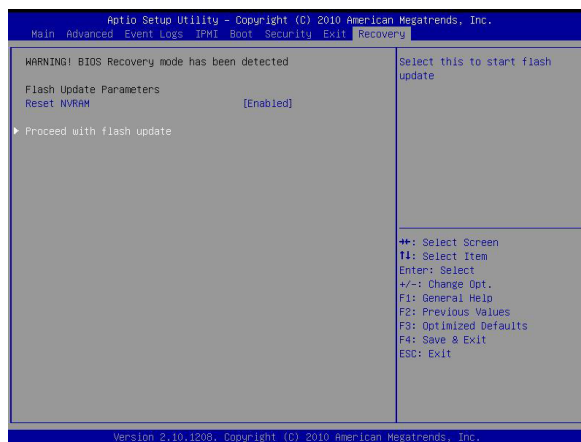 Aptio Setup Utility - Copyright (C) 2010 American Megatrends, Inc.
Main Advanced Event Logs IPMI Boot Security Exit Recovery
WARNING! BIOS Recovery mode has been detected
Flash Update Parameters
Reset NVRAM [Enabled]
Proceed with flash update
Select this to start flash
update
→←: Select Screen
↑↓: Select Item
Enter: Select
+/-: Change Opt.
F1: General Help
F2: Previous Values
F3: Optimized Defaults
F4: Save & Exit
ESC: Exit
Version 2.10.1208. Copyright (C) 2010 American Megatrends, Inc.